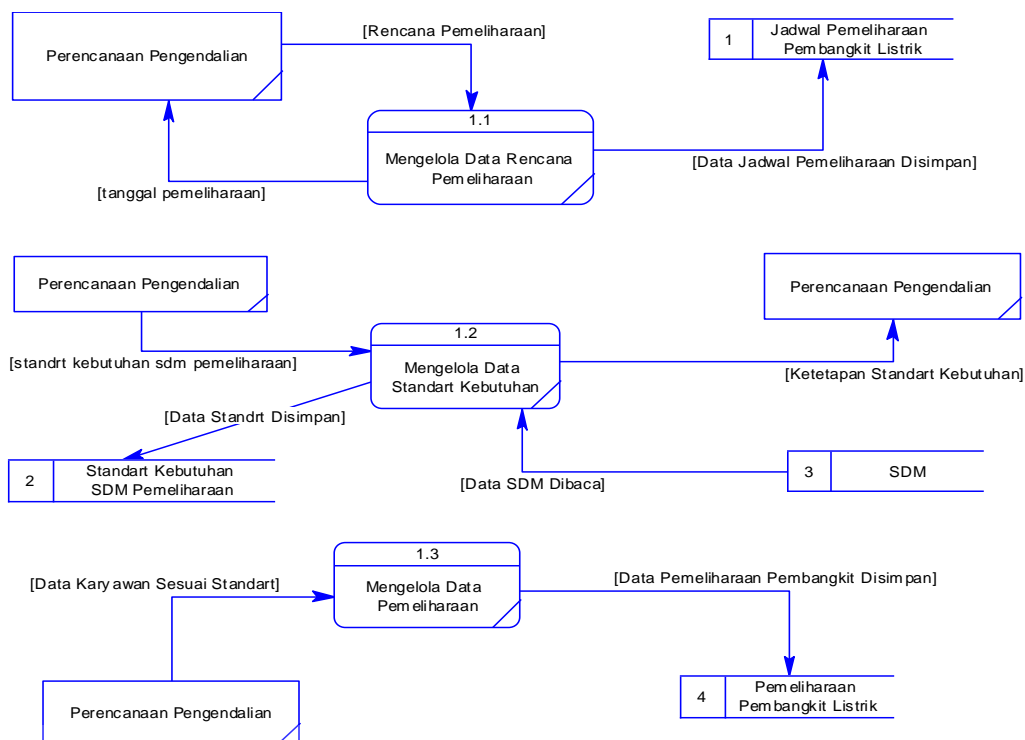 Perencanaan Pengendalian
[Rencana Pemeliharaan]
1
Jadwal Pemeliharaan
Pembangkit Listrik
1.1
Mengelola Data Rencana
Pemeliharaan
[Data Jadwal Pemeliharaan Disimpan]
[tanggal pemeliharaan]
Perencanaan Pengendalian
Perencanaan Pengendalian
1.2
Mengelola Data
Standart Kebutuhan
[standrt kebutuhan sdm pemeliharaan]
[Ketetapan Standart Kebutuhan]
[Data Standrt Disimpan]
2
Standart Kebutuhan
SDM Pemeliharaan
[Data SDM Dibaca]
3
SDM
1.3
Mengelola Data
Pemeliharaan
[Data Karyawan Sesuai Standart]
[Data Pemeliharaan Pembangkit Disimpan]
Perencanaan Pengendalian
4
Pemeliharaan
Pembangkit Listrik